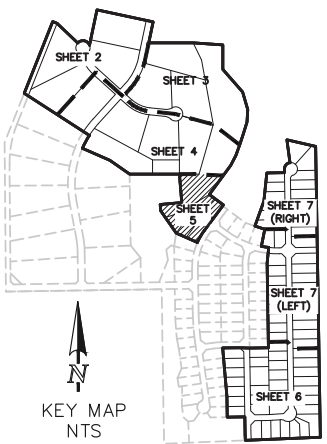 SHEET 2
SHEET 3
SHEET 4
SHEET
5
SHEET 7
(RIGHT)
SHEET 7
(LEFT)
SHEET 6
N
KEY MAP
NTS